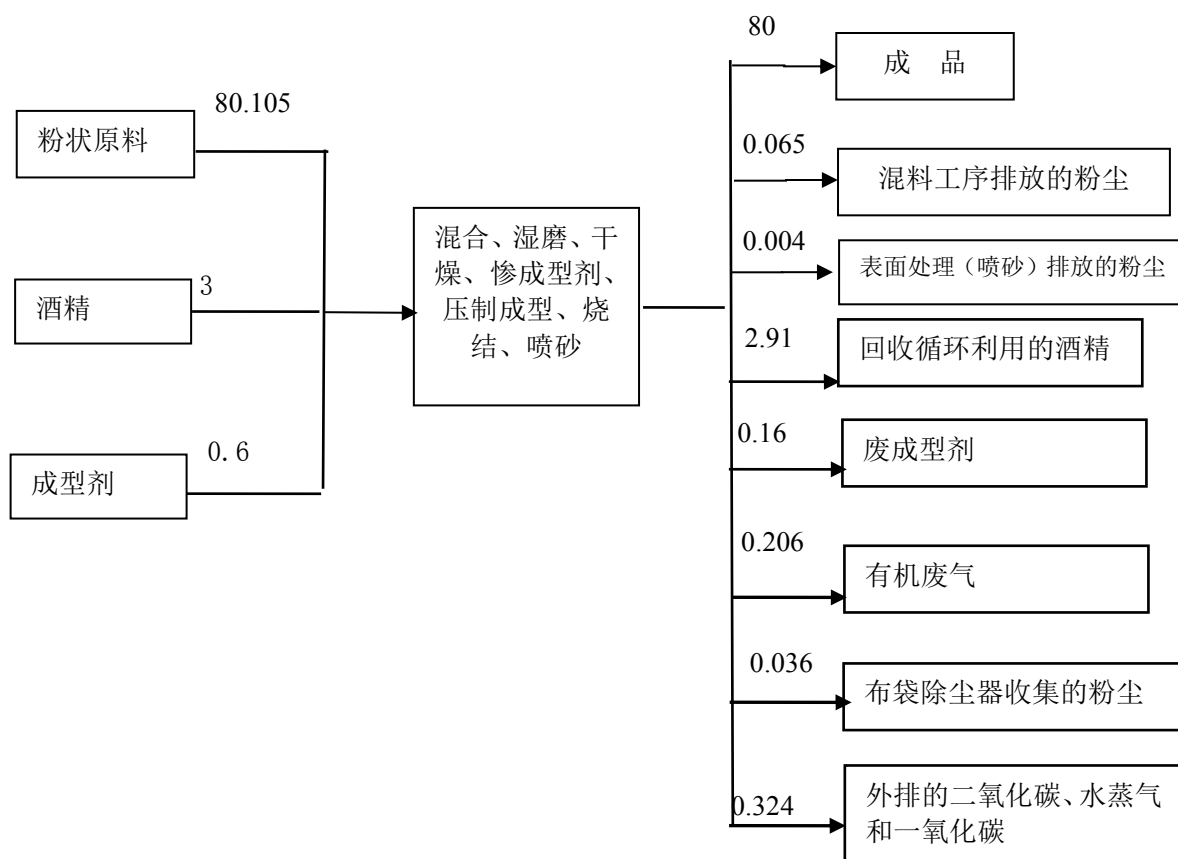 80.105
粉状原料
3
酒精
0.6
成型剂
混合、湿磨、干
燥、惨成型剂、
压制成型、烧
结、喷砂
80
成 品
0.065
混料工序排放的粉尘
0.004
表面处理（喷砂）排放的粉尘
2.91
回收循环利用的酒精
0.16
废成型剂
0.206
有机废气
0.036
布袋除尘器收集的粉尘
0.324
外排的二氧化碳、水蒸气
和一氧化碳